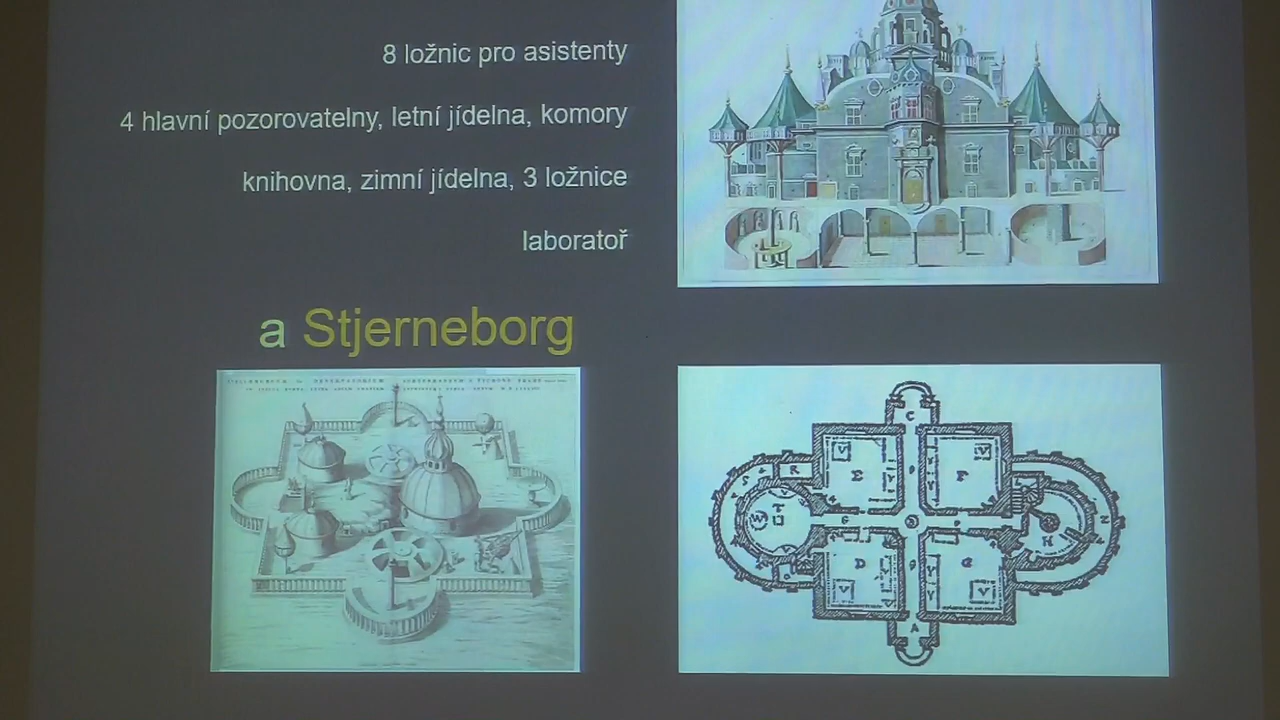 8 ložnic pro asistenty
4 hlavní pozorovatelny, letní jídelna, komory
knihovna, zimní jídelna, 3 ložnice
laboratoř
a Stjerneborg
C
E
F
R
D
G
H
A